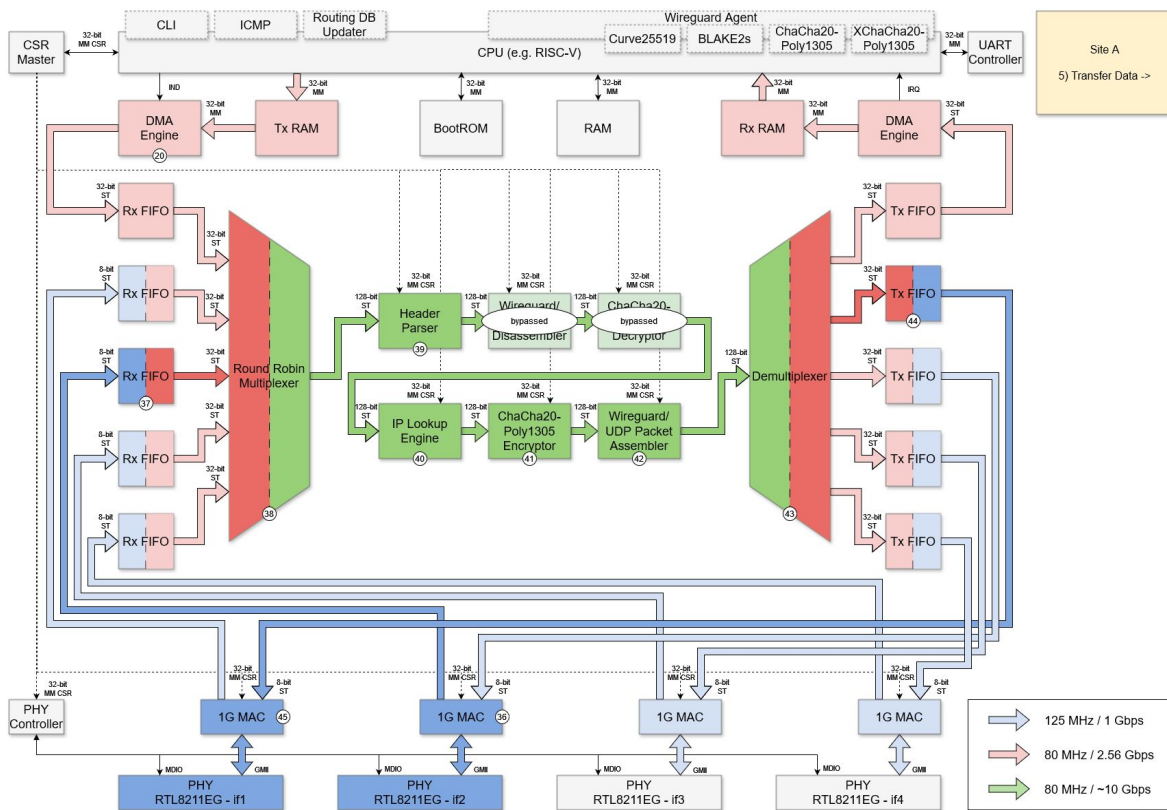 CLI
ICMP
Routing DB
Updater
Wireguard Agent
Curve25519
BLAKE2s
ChaCha20-
Poly1305
XChaCha20-
Poly1305
CSR
Master
32-bit
MM CSR
CPU (e.g. RISC-V)
32-bit
MM
UART
Controller
Site A
5) Transfer Data ->
IND
32-bit
MM
32-bit
MM
32-bit
MM
32-bit
MM
IRQ
DMA
Engine
20
32-bit
MM
Tx RAM
BootROM
RAM
Rx RAM
32-bit
MM
DMA
Engine
32-bit
ST
32-bit
ST
Rx FIFO
32-bit
ST
32-bit
ST
Tx FIFO
8-bit
ST
Rx FIFO
32-bit
ST
32-bit
ST
Tx FIFO
44
8-bit
ST
Rx FIFO
37
32-bit
ST
Round Robin
Multiplexer
38
32-bit
MM CSR
32-bit
MM CSR
32-bit
MM CSR
Header
Parser
39
128-bit
ST
Wireguard/
Disassembler
bypassed
128-bit
ST
ChaCha20-
Decryptor
bypassed
32-bit
MM CSR
32-bit
MM CSR
32-bit
MM CSR
128-bit
ST
IP Lookup
Engine
40
128-bit
ST
ChaCha20-
Poly1305
Encryptor
41
128-bit
ST
Wireguard/
UDP Packet
Assembler
42
128-bit
ST
Demultiplexer
43
32-bit
ST
Tx FIFO
8-bit
ST
Rx FIFO
32-bit
ST
32-bit
ST
Tx FIFO
8-bit
ST
Rx FIFO
32-bit
ST
32-bit
ST
Tx FIFO
32-bit
MM CSR
PHY
Controller
32-bit
MM CSR
8-bit
ST
1G MAC
45
32-bit
MM CSR
8-bit
ST
1G MAC
36
32-bit
MM CSR
8-bit
ST
1G MAC
32-bit
MM CSR
8-bit
ST
1G MAC
MDIO
GMII
MDIO
GMII
MDIO
GMII
MDIO
GMII
PHY
RTL8211EG - if1
PHY
RTL8211EG - if2
PHY
RTL8211EG - if3
PHY
RTL8211EG - if4
125 MHz / 1 Gbps
80 MHz / 2.56 Gbps
80 MHz / ~10 Gbps